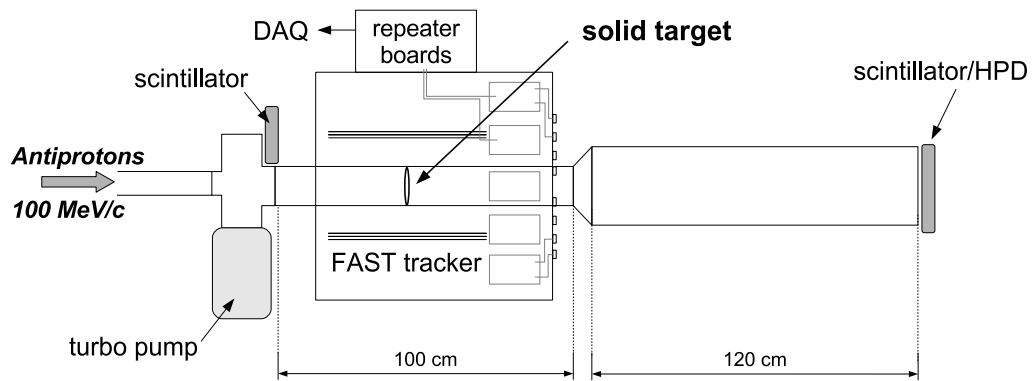 DAQ
repeater
boards
solid target
scintillator
scintillator/HPD
Antiprotons
100 MeV/c
FAST tracker
turbo pump
100 cm
120 cm